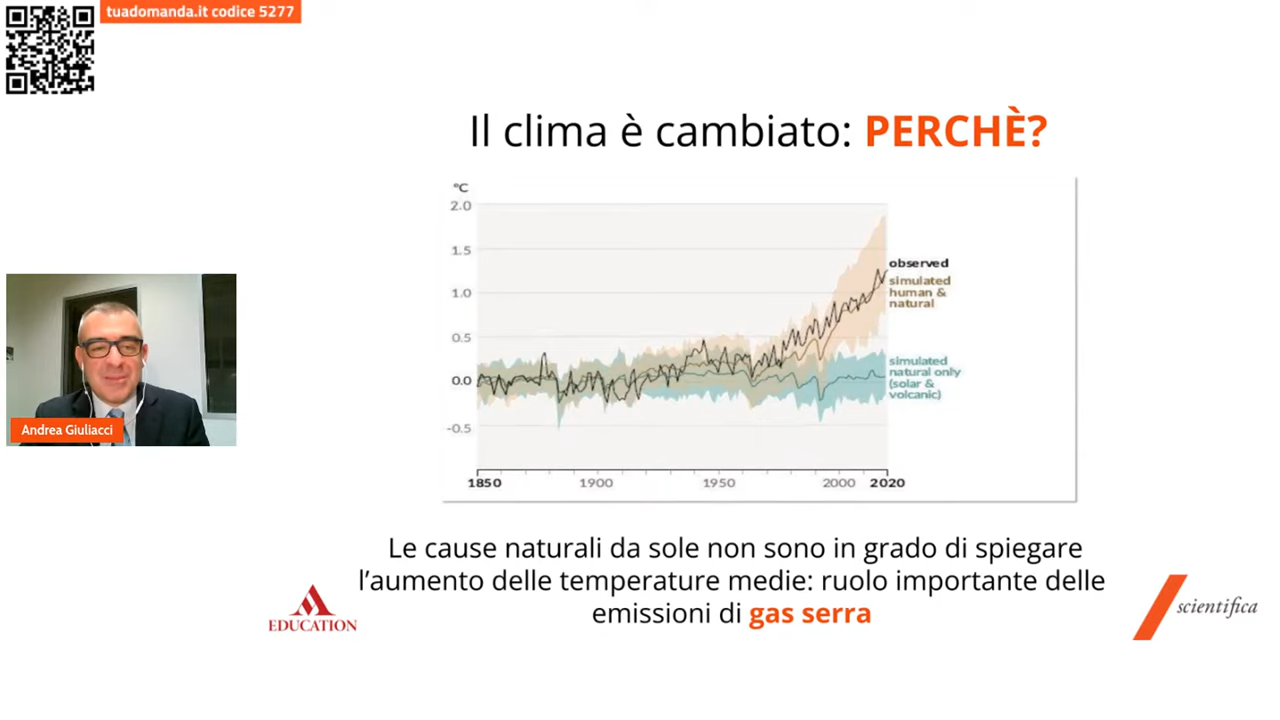 tuadomanda.it codice 5277
Il clima è cambiato: PERCHÈ?
°C
2.0
1.5
1.0
0.5
0.0
-0.5
observed
simulated
human &
natural
simulated
natural only
(solar &
volcanic)
1850 1900 1950 2000 2020
Andrea Giuliacci
Le cause naturali da sole non sono in grado di spiegare
l’aumento delle temperature medie: ruolo importante delle
emissioni di gas serra
EDUCATION
scientifica